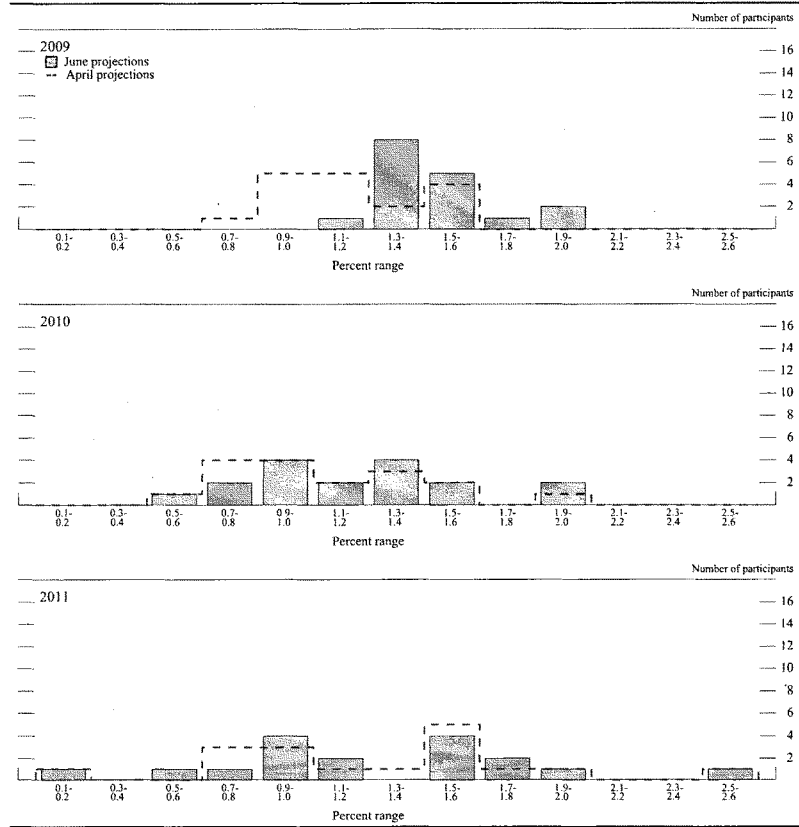 Number of participants
2009
June projections
April projections
16
14
12
10
8
6
4
2
0.1- 0.3- 0.5- 0.7- 0.9- 1.1- 1.3- 1.5- 1.7- 1.9- 2.1- 2.3- 2.5-
0.2 0.4 0.6 0.8 1.0 1.2 1.4 1.6 1.8 2.0 2.2 2.4 2.6
Percent range
Number of participants
2010
16
14
12
10
8
6
4
2
0.1- 0.3- 0.5- 0.7- 0.9- 1.1- 1.3- 1.5- 1.7- 1.9- 2.1- 2.3- 2.5-
0.2 0.4 0.6 0.8 1.0 1.2 1.4 1.6 1.8 2.0 2.2 2.4 2.6
Percent range
Number of participants
2011
16
14
12
10
8
6
4
2
0.1- 0.3- 0.5- 0.7- 0.9- 1.1- 1.3- 1.5- 1.7- 1.9- 2.1- 2.3- 2.5-
0.2 0.4 0.6 0.8 1.0 1.2 1.4 1.6 1.8 2.0 2.2 2.4 2.6
Percent range